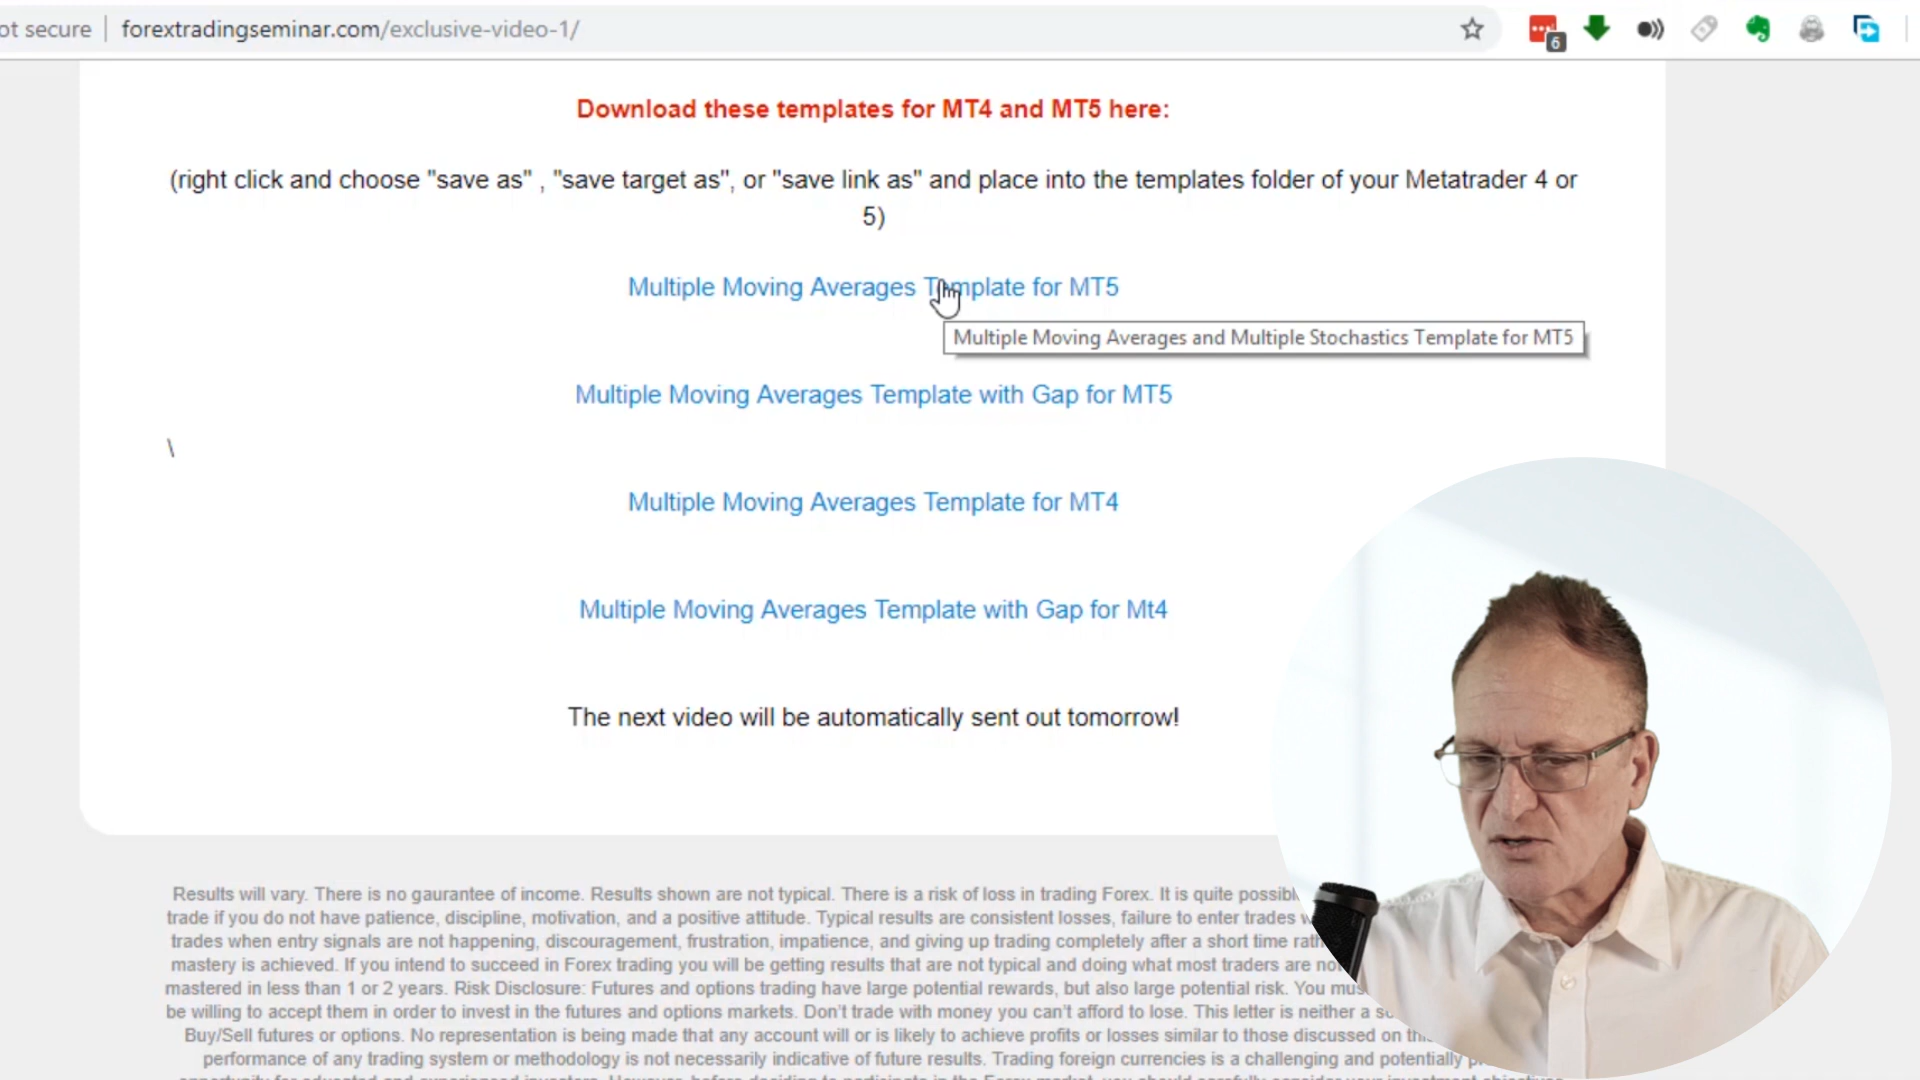 ot secure | forextradingseminar.com/exclusive-video-1/
6
Download these templates for MT4 and MT5 here:
(right click and choose "save as" , "save target as", or "save link as" and place into the templates folder of your Metatrader 4 or
5)
Multiple Moving Averages Template for MT5
Multiple Moving Averages and Multiple Stochastics Template for MT5
Multiple Moving Averages Template with Gap for MT5
\
Multiple Moving Averages Template for MT4
Multiple Moving Averages Template with Gap for Mt4
The next video will be automatically sent out tomorrow!
Results will vary. There is no gaurantee of income. Results shown are not typical. There is a risk of loss in trading Forex. It is quite possibl
trade if you do not have patience, discipline, motivation, and a positive attitude. Typical results are consistent losses, failure to enter trades
trades when entry signals are not happening, discouragement, frustration, impatience, and giving up trading completely after a short time
mastery is achieved. If you intend to succeed in Forex trading you will be getting results that are not typical and doing what most traders are
mastered in less than 1 or 2 years. Risk Disclosure: Futures and options trading have large potential rewards, but also large potential risk. You
be willing to accept them in order to invest in the futures and options markets. Don't trade with money you can't afford to lose. This letter is neither a
Buy/Sell futures or options. No representation is being made that any account will or is likely to achieve profits or losses similar to those discussed on
performance of any trading system or methodology is not necessarily indicative of future results. Trading foreign currencies is a challenging and potentially